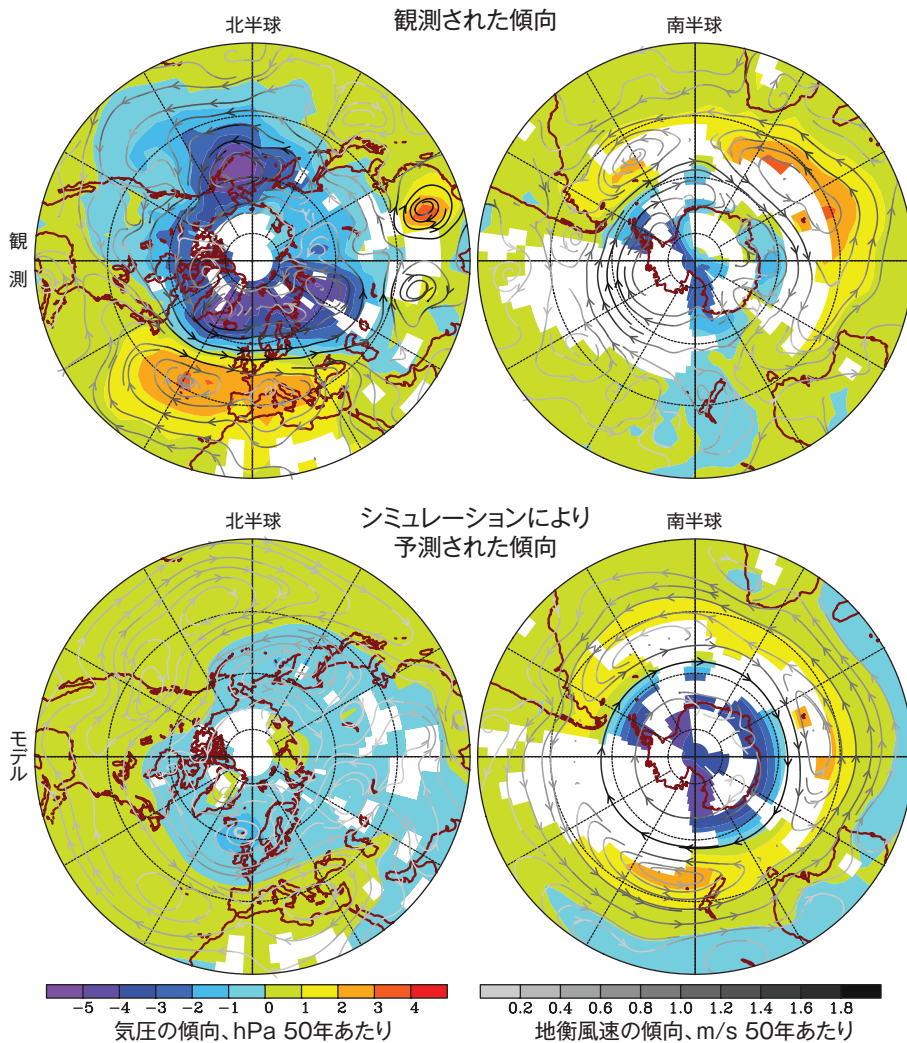 観測された傾向
北半球
南半球
観測
シミュレーションにより
予測された傾向
北半球
南半球
モデル
-5 -4 -3 -2 -1 0 1 2 3 4
気圧の傾向、hPa 50年あたり
0.2 0.4 0.6 0.8 1.0 1.2 1.4 1.6 1.8
地衡風速の傾向、m/s 50年あたり